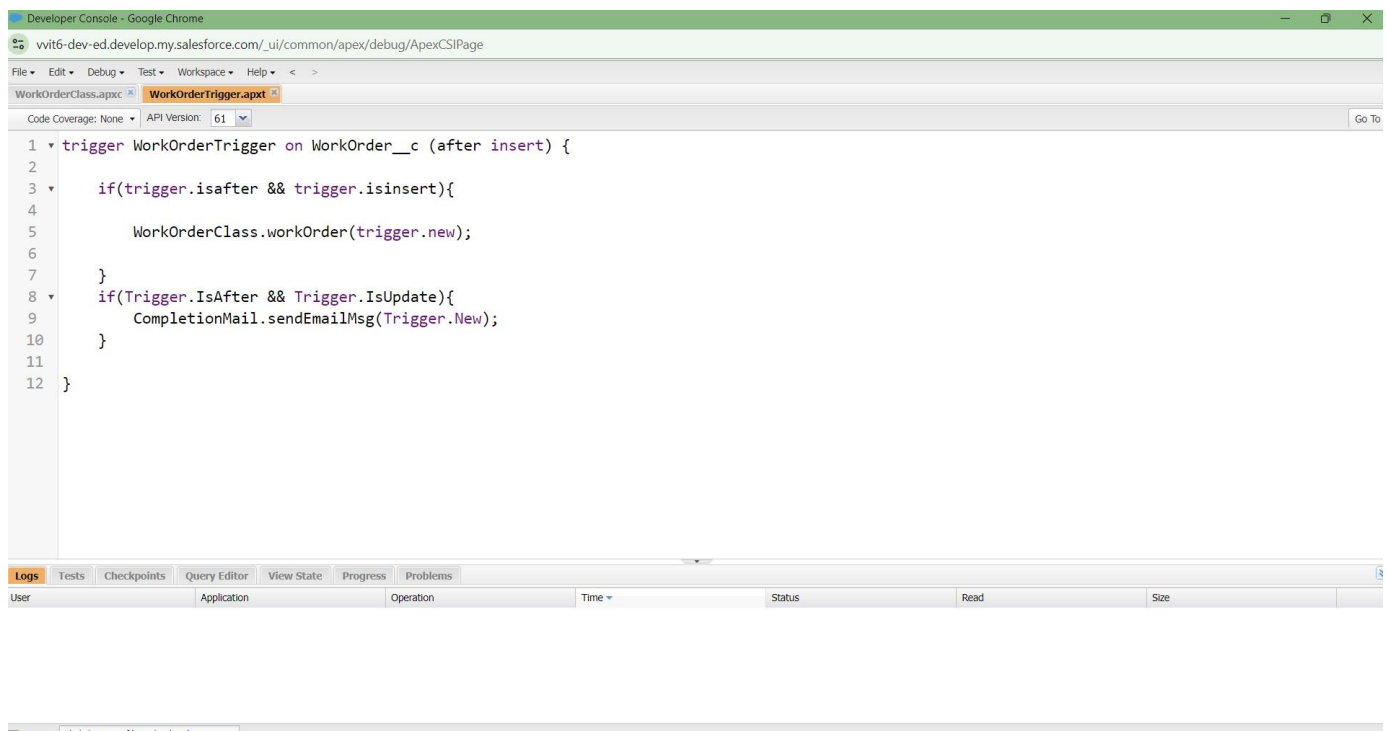 Developer Console - Google Chrome
vvit6-dev-ed.develop.my.salesforce.com/_ui/common/apex/debug/ApexCSIPage
File Edit Debug Test Workspace Help < >
WorkOrderClass.apxc WorkOrderTrigger.apxt
Code Coverage: None API Version: 61 Go To
1 trigger WorkOrderTrigger on WorkOrder__c (after insert) {
2
3 if(trigger.isafter && trigger.isinsert){
4
5 WorkOrderClass.workOrder(trigger.new);
6
7 }
8 if(Trigger.IsAfter && Trigger.IsUpdate){
9 CompletionMail.sendEmailMsg(Trigger.New);
10 }
11
12 }
Logs Tests Checkpoints Query Editor View State Progress Problems
User Application Operation Time Status Read Size